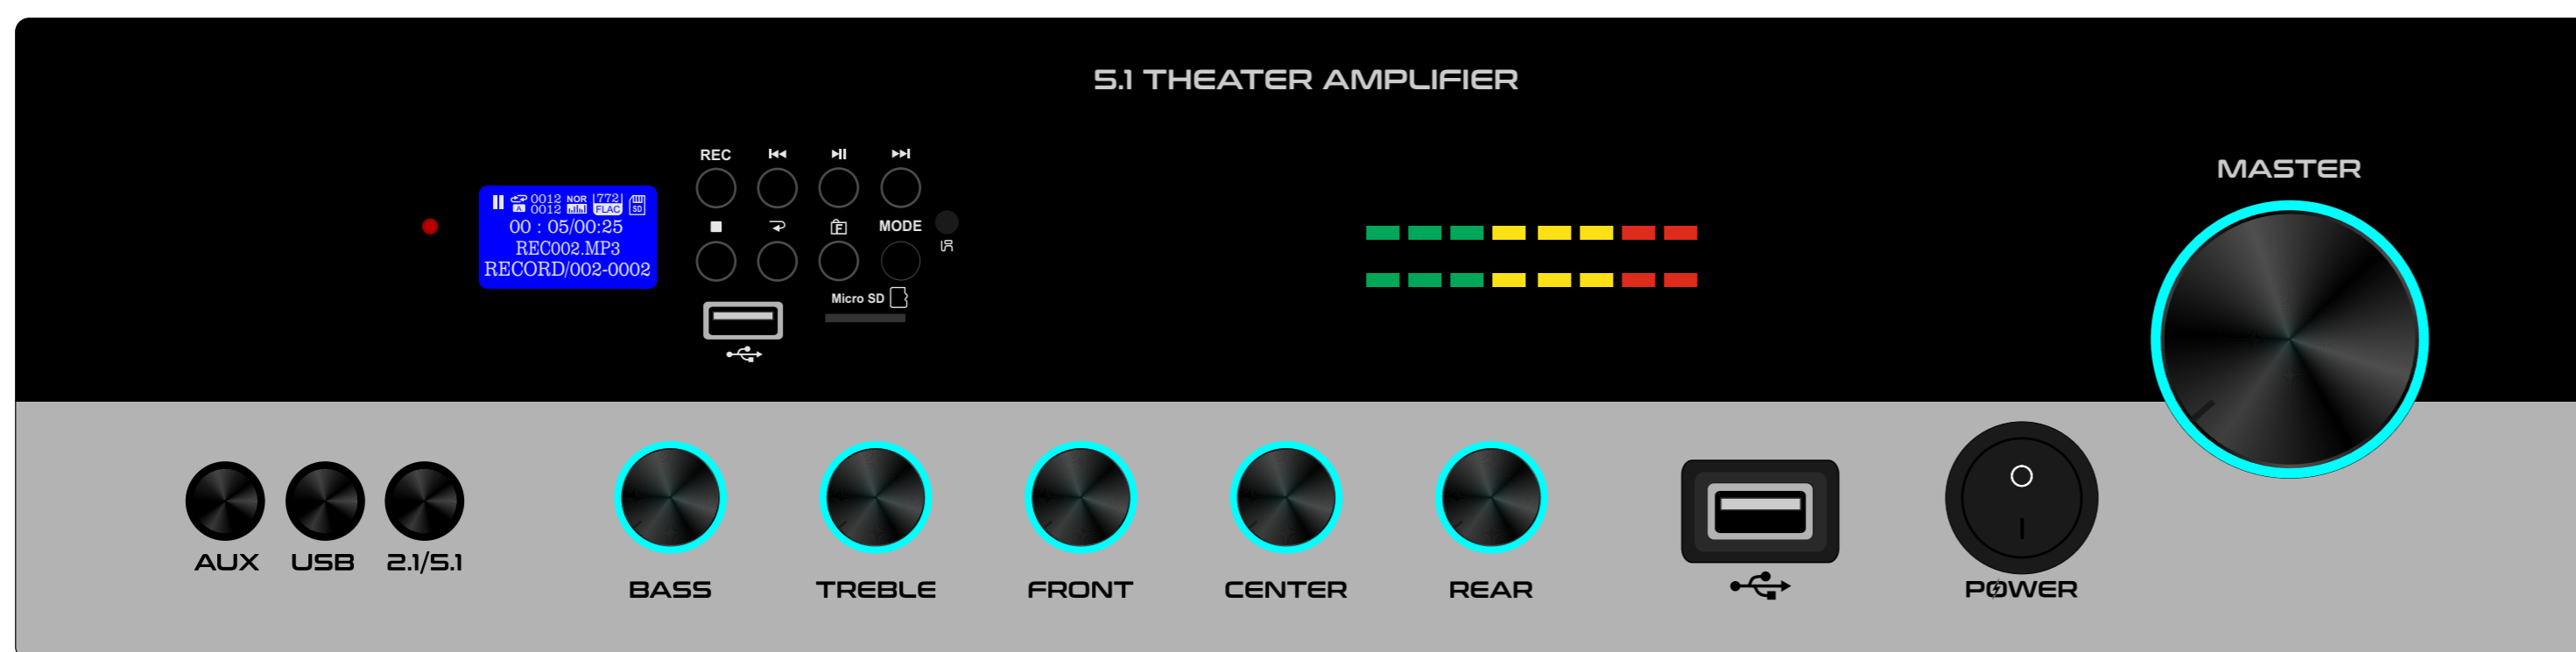 5.1 THEATER AMPLIFIER
REC
MASTER
0012 NOR 772
A 0012 FLAC SD
00 : 05/00:25
REC002.MP3
RECORD/002-0002
F
MODE
Micro SD
AUX
USB
2.1/5.1
BASS
TREBLE
FRONT
CENTER
REAR
POWER